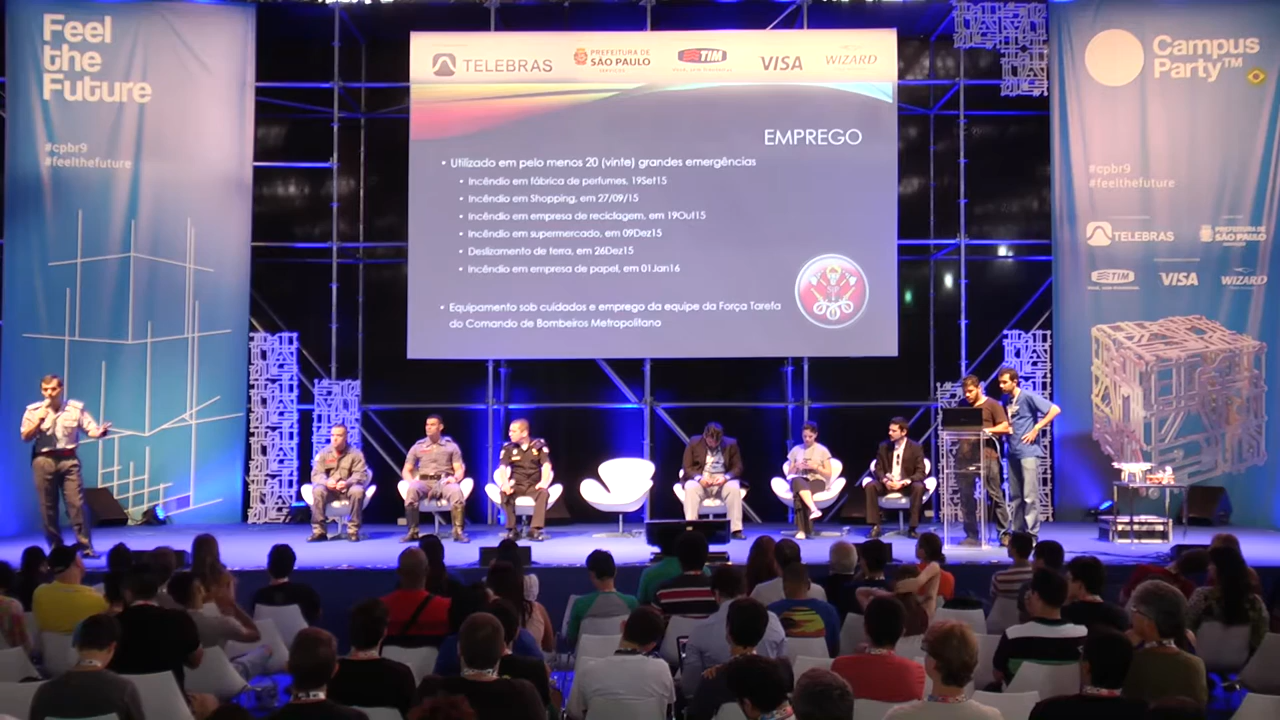 Feel
the
Future
#cpbr9
#feelthefuture
TELEBRAS
PREFEITURA DE
SÃO PAULO
TIM
VISA
WIZARD
EMPREGO
• Utilizado em pelo menos 20 (vinte) grandes emergências
• Incêndio em fábrica de perfumes, 19Set15
• Incêndio em Shopping, em 27/09/15
• Incêndio em empresa de reciclagem, em 19Out15
• Incêndio em supermercado, em 09Dez15
• Deslizamento de terra, em 26Dez15
• Incêndio em empresa de papel, em 01Jan16
• Equipamento sob cuidados e emprego da equipe da Força Tarefa
do Comando de Bombeiros Metropolitano
Campus
Party™
#cpbr9
#feelthefuture
TELEBRAS
PREFEITURA DE
SÃO PAULO
TIM
VISA
WIZARD